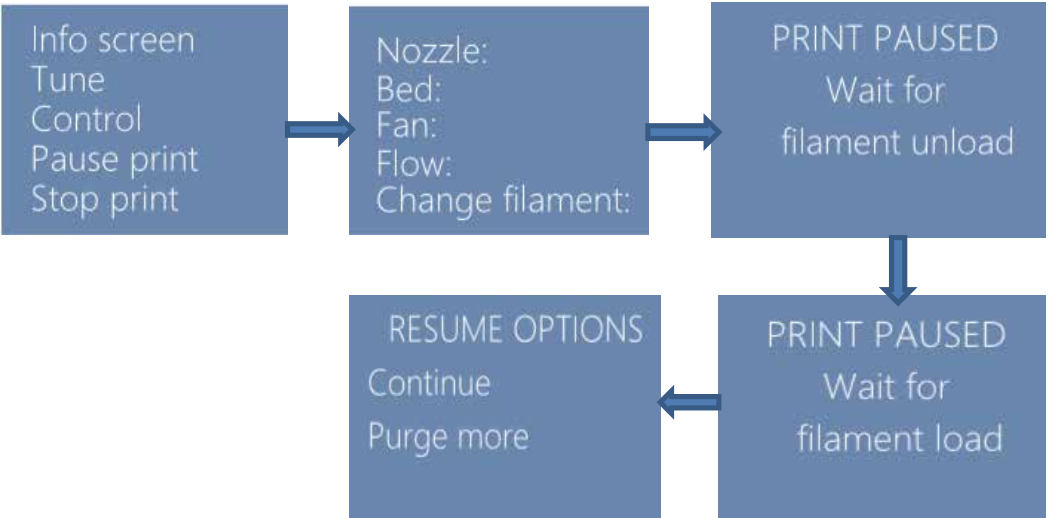 Info screen
Tune
Control
Pause print
Stop print
Nozzle:
Bed:
Fan:
Flow:
Change filament:
PRINT PAUSED
Wait for
filament unload
PRINT PAUSED
Wait for
filament load
RESUME OPTIONS
Continue
Purge more